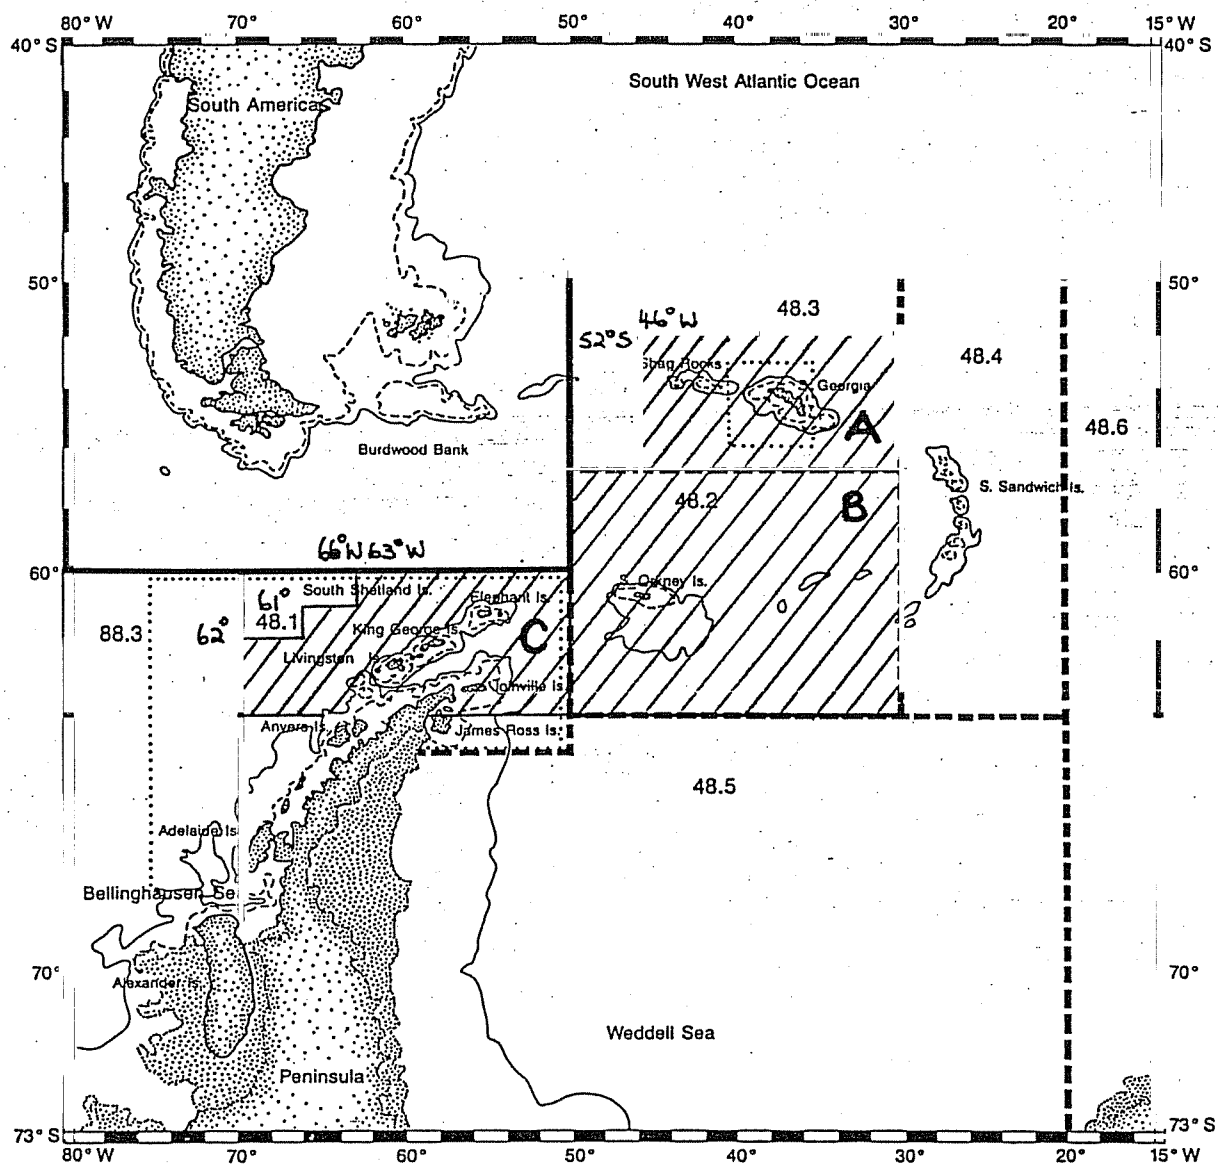 80° W 70° 60° 50° 40° 30° 20° 15° W
40° S 40° S
South West Atlantic Ocean
South America
50° 50°
48.3
46°W
52°S
48.4
Shag Rocks
Georgia
A
48.6
Burdwood Bank
S. Sandwich Is.
48.2
B
66°W 63°W
60° 60°
S. Orkney Is.
South Shetland Is.
61°
Elephant Is.
48.1
88.3
62°
King George Is.
C
Livingston Is.
Joinville Is
Anvers Is.
James Ross Is.
48.5
Adelaide Is
Bellinghausen Se
70° 70°
Alexander Is.
Weddell Sea
Peninsula
73° S 73° S
80° W 70° 60° 50° 40° 30° 20° 15° W